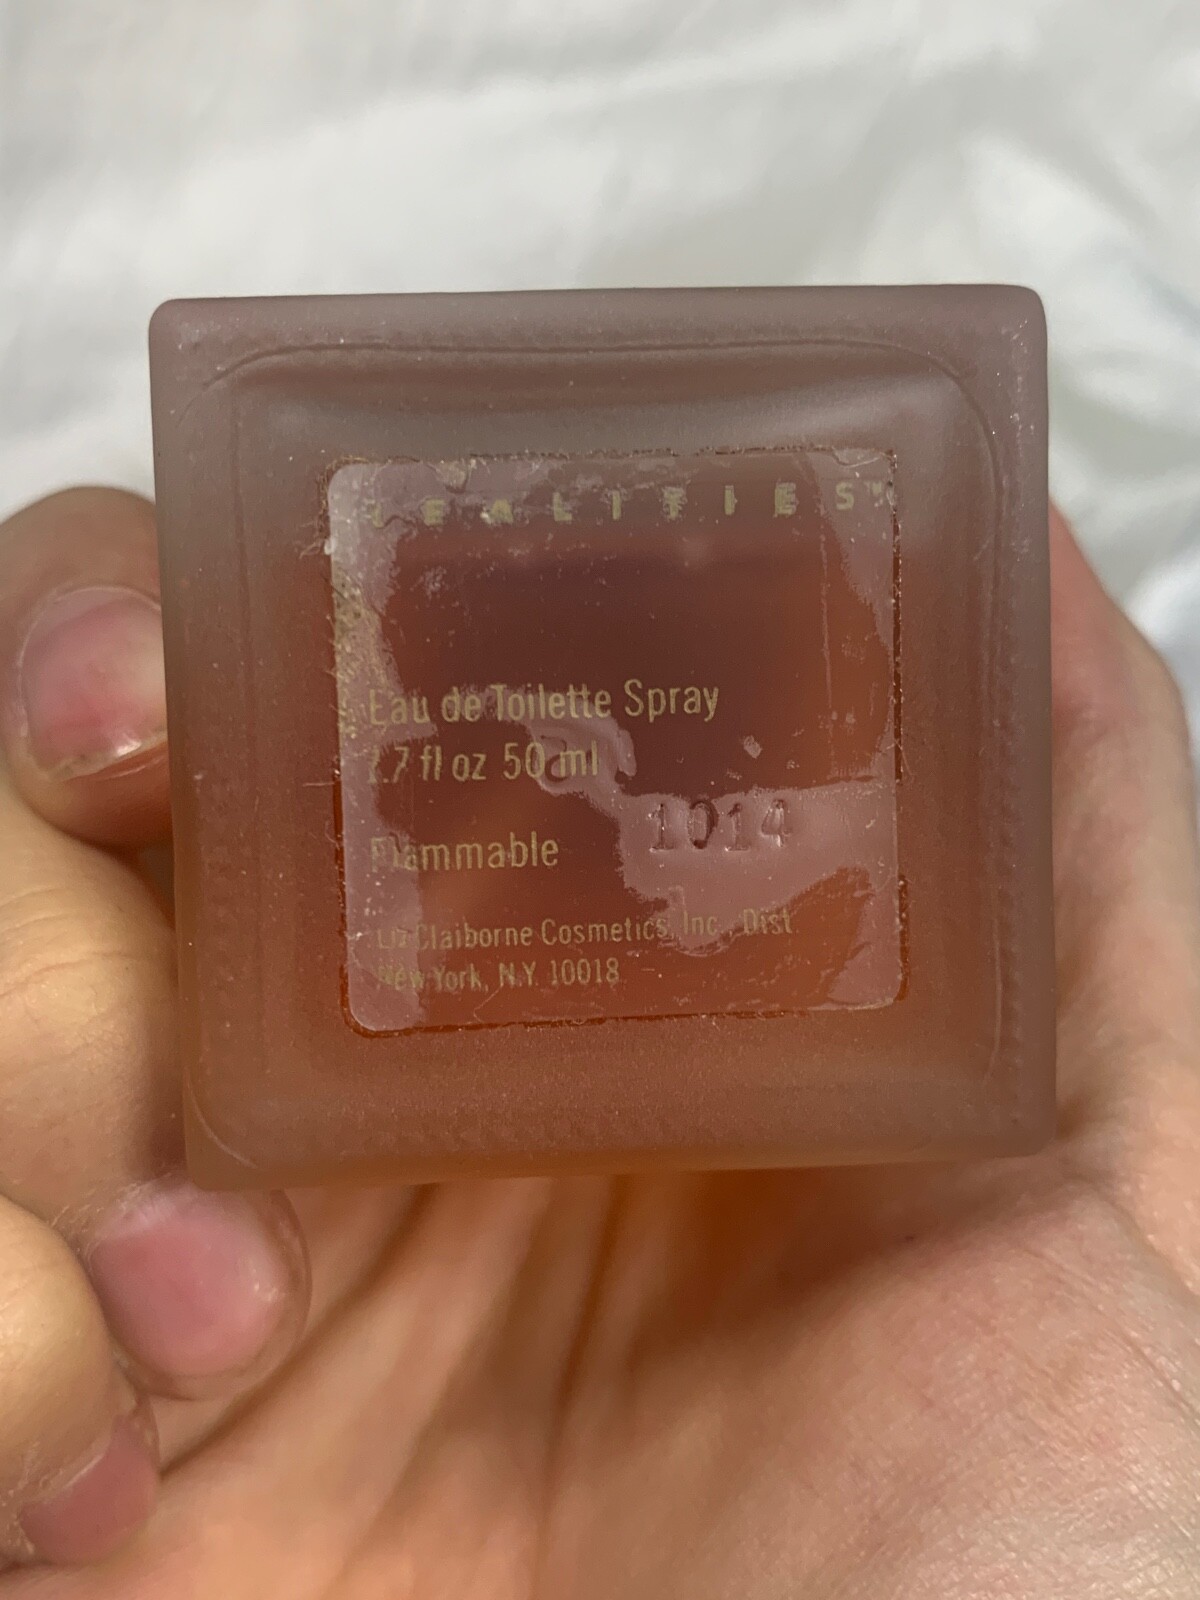 REALITIES™
Eau de Toilette Spray
1.7 fl oz 50 ml
1014
Flammable
Liz Claiborne Cosmetics, Inc., Dist.
New York, N.Y. 10018